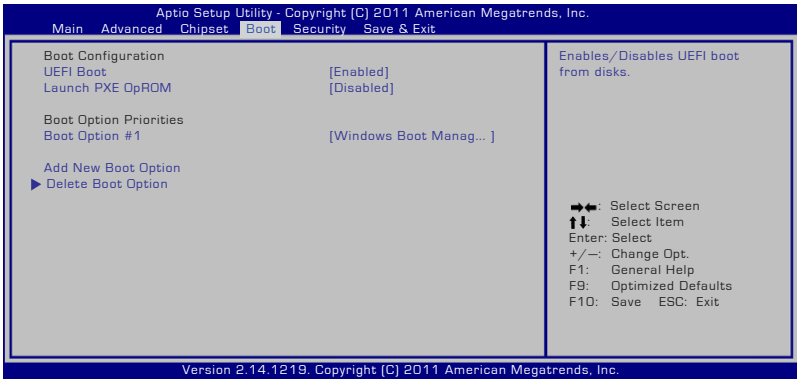 Aptio Setup Utility - Copyright (C) 2011 American Megatrends, Inc.
Main Advanced Chipset Boot Security Save & Exit
Boot Configuration
UEFI Boot [Enabled]
Launch PXE OpROM [Disabled]
Boot Option Priorities
Boot Option #1 [Windows Boot Manag... ]
Add New Boot Option
Delete Boot Option
Enables/Disables UEFI boot
from disks.
: Select Screen
: Select Item
Enter: Select
+/—: Change Opt.
F1: General Help
F9: Optimized Defaults
F10: Save ESC: Exit
Version 2.14.1219. Copyright (C) 2011 American Megatrends, Inc.